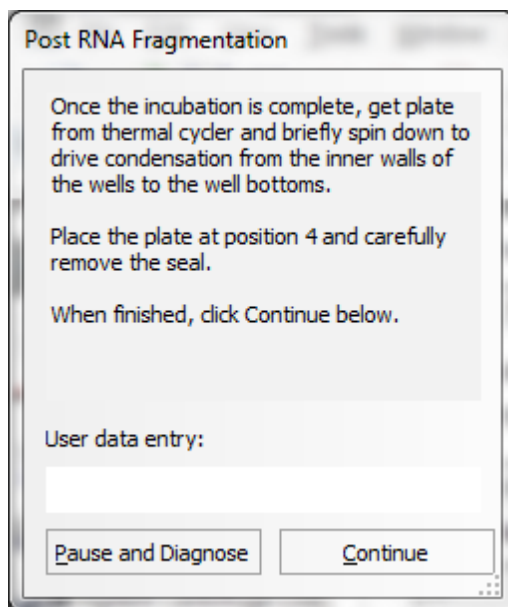 Post RNA Fragmentation
Once the incubation is complete, get plate
from thermal cycler and briefly spin down to
drive condensation from the inner walls of
the wells to the well bottoms.
Place the plate at position 4 and carefully
remove the seal.
When finished, click Continue below.
User data entry:
Pause and Diagnose
Continue